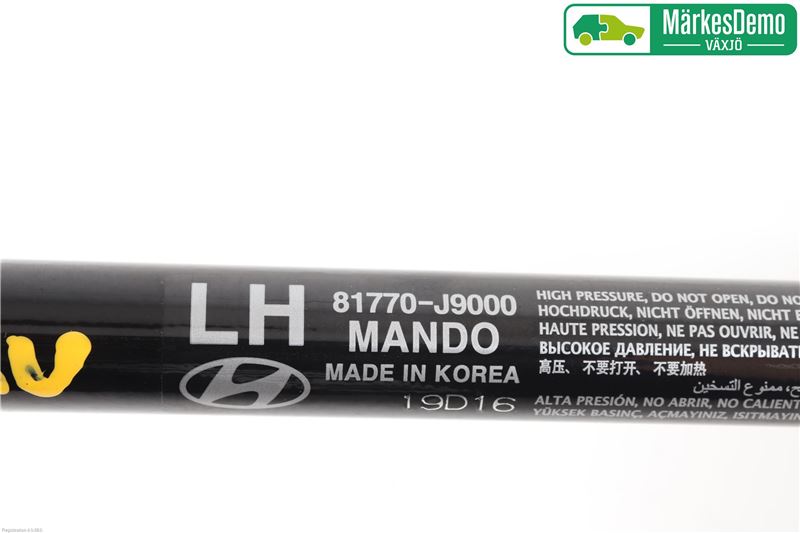 MärkesDemo
VÄXJÖ
LH
81770-J9000
MANDO
MADE IN KOREA
19D16
HIGH PRESSURE, DO NOT OPEN, DO NO
HOCHDRUCK, NICHT ÖFFNEN, NICHT E
HAUTE PRESSION, NE PAS OUVRIR, NE
ВЫСОКОЕ ДАВЛЕНИЕ, НЕ ВСКРЫВАТЬ
高压、不要打开、不要加热
ممنوع التسخين
ALTA PRESIÓN, NO ABRIR, NO CALIENT
YÜKSEK BASINÇ, AÇMAYINIZ, ISITMAYIN